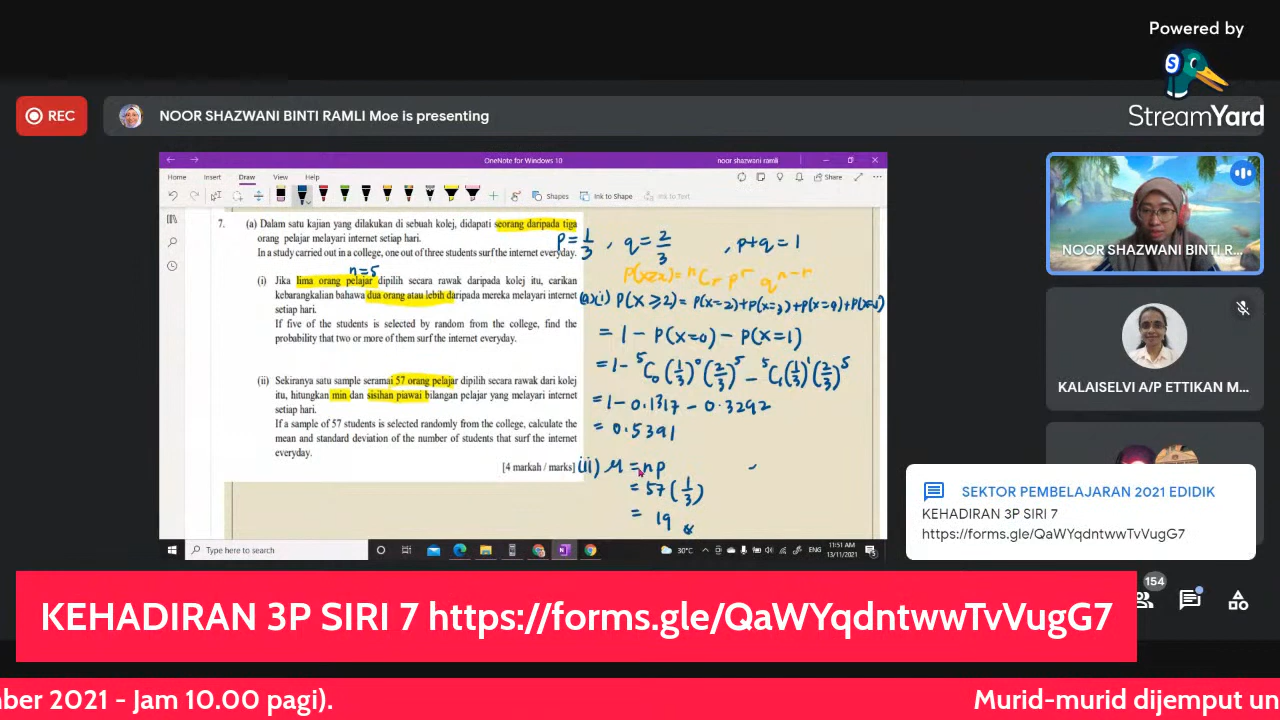 Powered by
S
StreamYard
REC
NOOR SHAZWANI BINTI RAMLI Moe is presenting
OneNote for Windows 10
noor shazwani ramli
Home Insert Draw View Help
Share
Shapes
Ink to Shape
Ink to Text
7. (a) Dalam satu kajian yang dilakukan di sebuah kolej, didapati seorang daripada tiga
orang pelajar melayari internet setiap hari.
In a study carried out in a college, one out of three students surf the internet everyday.
p = 1/3 , q = 2/3 , p+q = 1
n=5
(i) Jika lima orang pelajar dipilih secara rawak daripada kolej itu, carikan
kebarangkalian bahawa dua orang atau lebih daripada mereka melayari internet
setiap hari.
If five of the students is selected by random from the college, find the
probability that two or more of them surf the internet everyday.
(ii) Sekiranya satu sample seramai 57 orang pelajar dipilih secara rawak dari kolej
itu, hitungkan min dan sisihan piawai bilangan pelajar yang melayari internet
setiap hari.
If a sample of 57 students is selected randomly from the college, calculate the
mean and standard deviation of the number of students that surf the internet
everyday.
[4 markah / marks]
(a)(i) P(X ≥ 2) = P(X=2)+P(X=3)+P(X=4)+P(X=5)
= 1 - P(X=0) - P(X=1)
= 1 - ⁵C₀ (1/3)⁰ (2/3)⁵ - ⁵C₁ (1/3)¹ (2/3)⁵
= 1 - 0.1317 - 0.3292
= 0.5391
(ii) μ = np
= 57 (1/3)
= 19
Type here to search
30°C
ENG
11:51 AM
13/11/2021
NOOR SHAZWANI BINTI R...
KALAISELVI A/P ETTIKAN M...
SEKTOR PEMBELAJARAN 2021 EDIDIK
KEHADIRAN 3P SIRI 7
https://forms.gle/QaWYqdntwwTvVugG7
154
KEHADIRAN 3P SIRI 7 https://forms.gle/QaWYqdntwwTvVugG7
mber 2021 - Jam 10.00 pagi). Murid-murid dijemput un